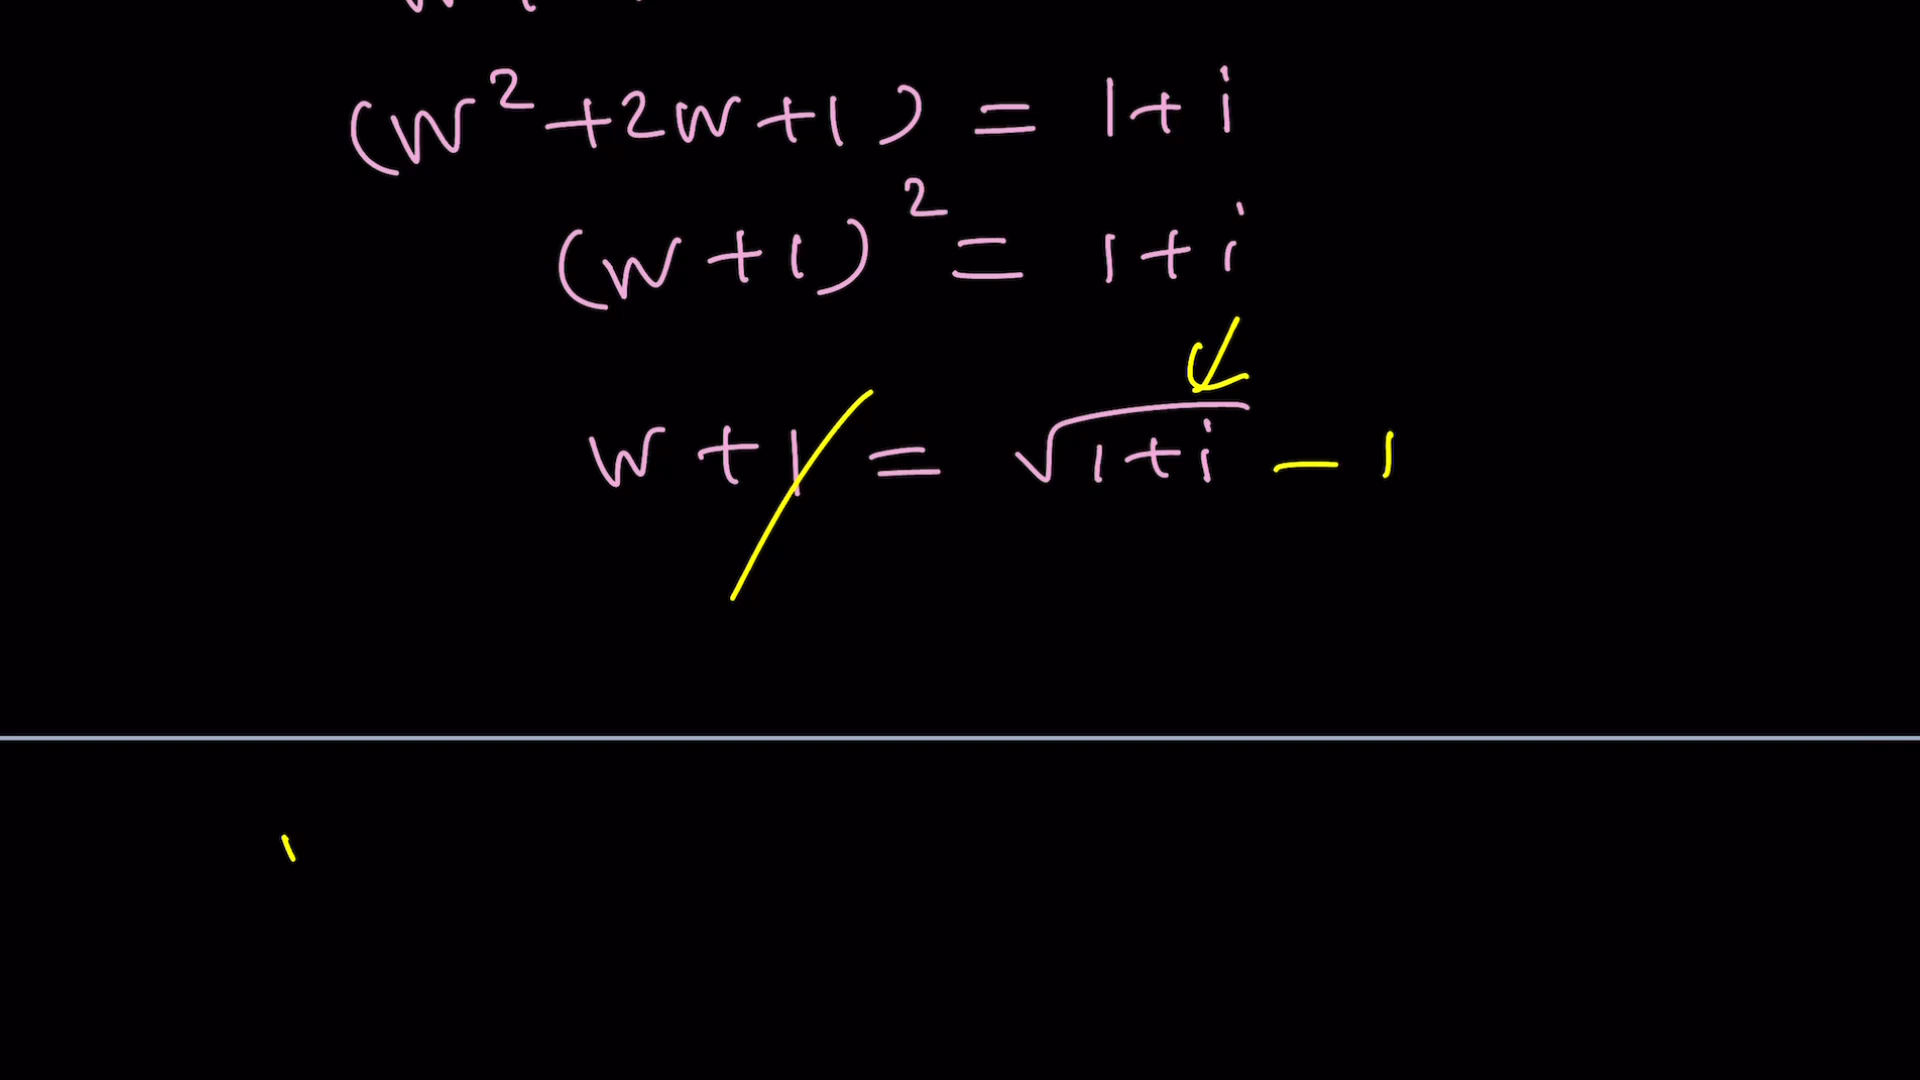 (w²+2w+1) = 1+i
(w+1)² = 1+i
w+1 = √1+i - 1